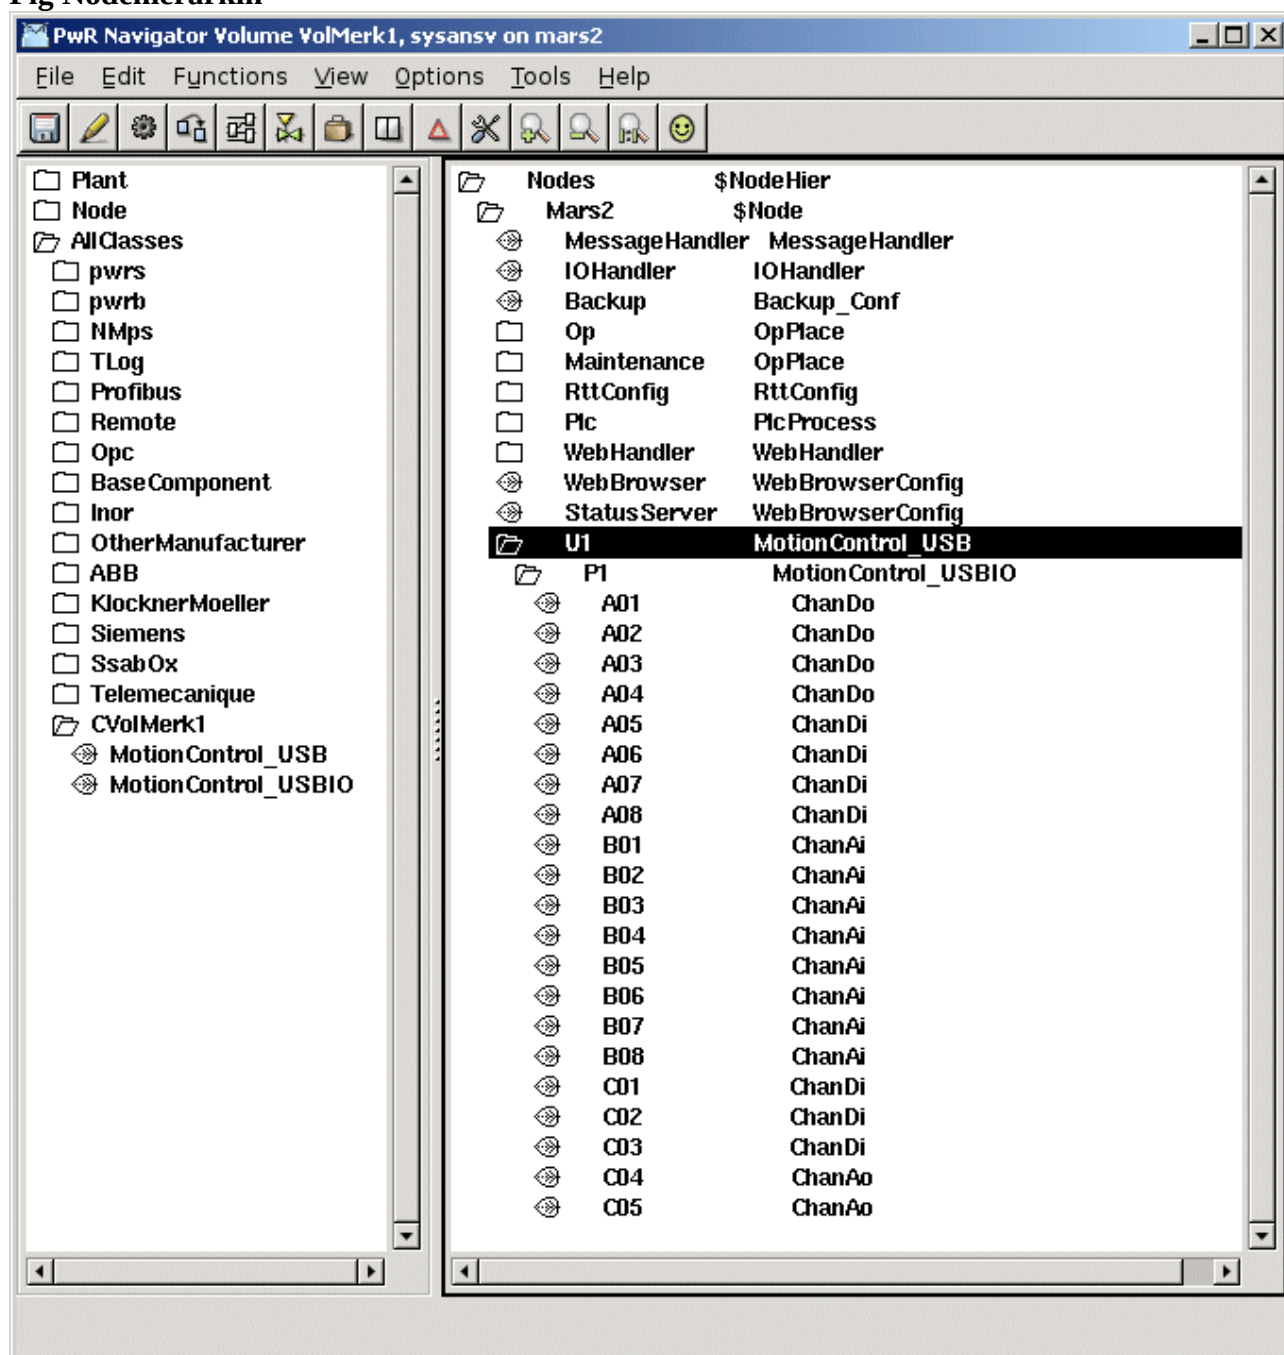 PwR Navigator Volume VolMerk1, sysansv on mars2
File Edit Functions View Options Tools Help
Plant
Node
AllClasses
pwrs
pwrb
NMps
TLog
Profibus
Remote
Opc
BaseComponent
Inor
OtherManufacturer
ABB
KlocknerMoeller
Siemens
SsabOx
Telemecanique
CVolMerk1
MotionControl_USB
MotionControl_USBIO
Nodes $NodeHier
Mars2 $Node
MessageHandler MessageHandler
IOHandler IOHandler
Backup Backup_Conf
Op OpPlace
Maintenance OpPlace
RttConfig RttConfig
Plc PlcProcess
WebHandler WebHandler
WebBrowser WebBrowserConfig
StatusServer WebBrowserConfig
U1 MotionControl_USB
P1 MotionControl_USBIO
A01 ChanDo
A02 ChanDo
A03 ChanDo
A04 ChanDo
A05 ChanDi
A06 ChanDi
A07 ChanDi
A08 ChanDi
B01 ChanAi
B02 ChanAi
B03 ChanAi
B04 ChanAi
B05 ChanAi
B06 ChanAi
B07 ChanAi
B08 ChanAi
C01 ChanDi
C02 ChanDi
C03 ChanDi
C04 ChanAo
C05 ChanAo